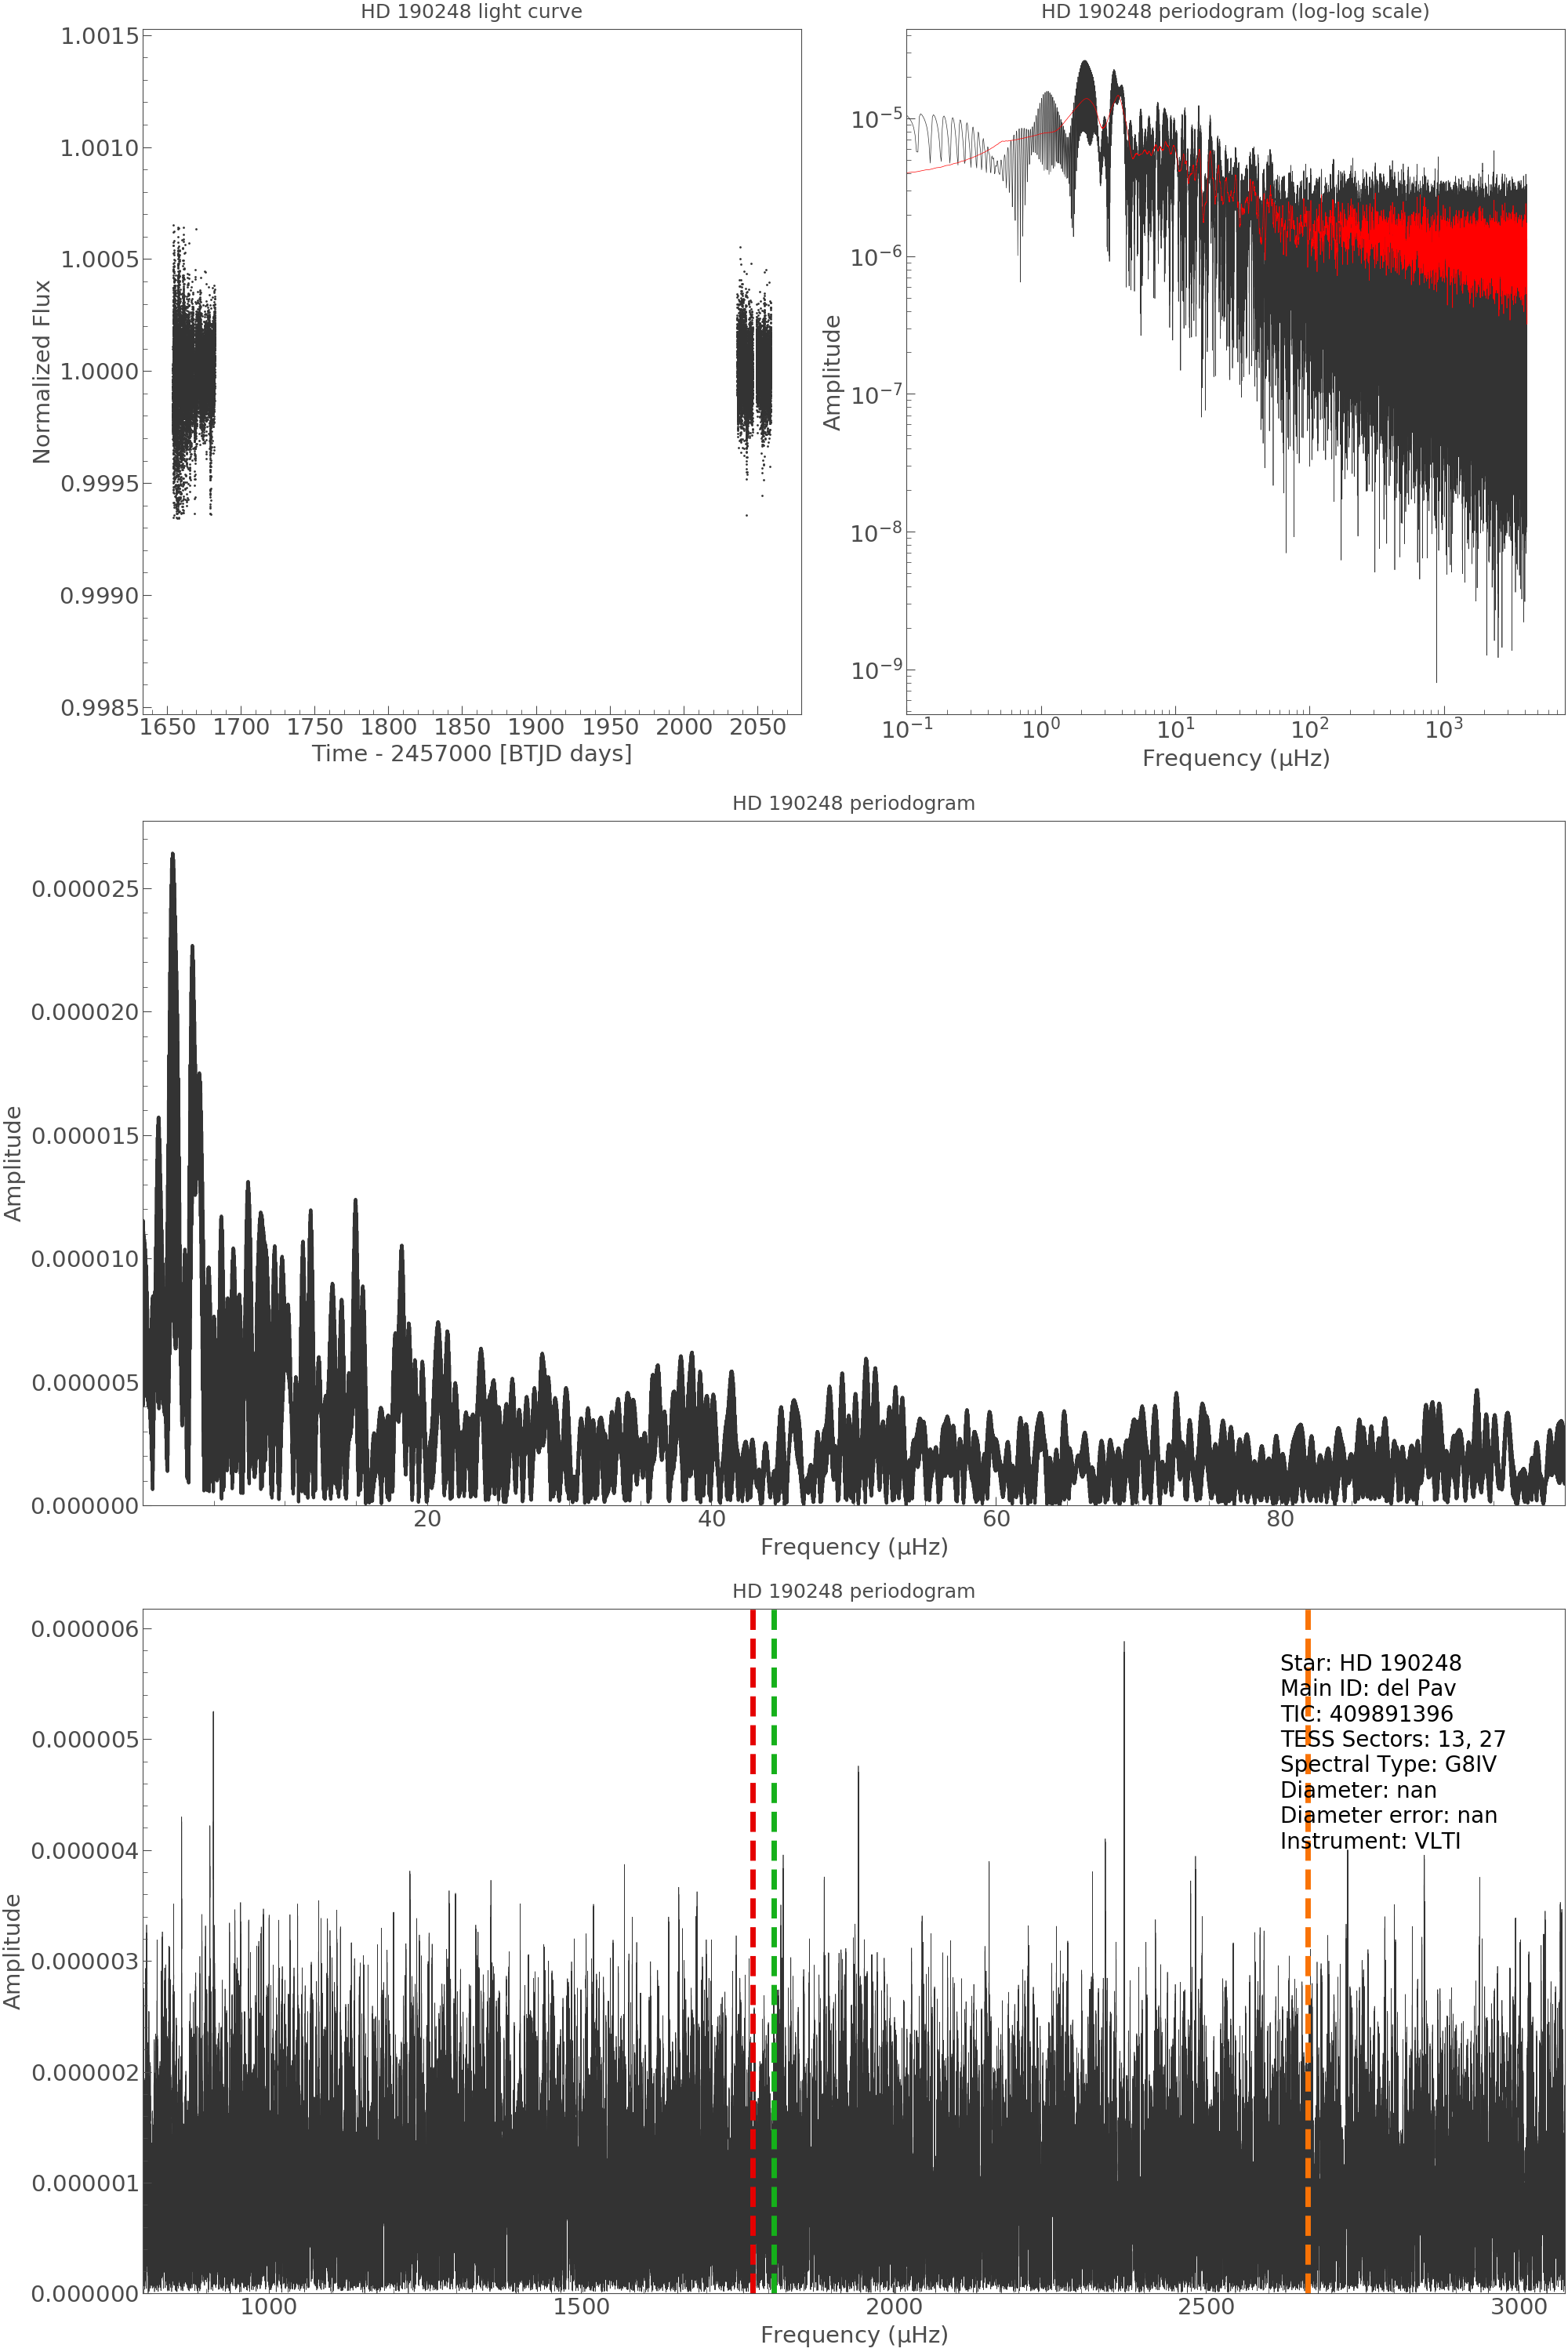 HD 190248 light curve
1.0015
1.0010
1.0005
1.0000
0.9995
0.9990
0.9985
Normalized Flux
1650 1700 1750 1800 1850 1900 1950 2000 2050
Time - 2457000 [BTJD days]
HD 190248 periodogram (log-log scale)
10⁻⁵
10⁻⁶
10⁻⁷
10⁻⁸
10⁻⁹
Amplitude
10⁻¹ 10⁰ 10¹ 10² 10³
Frequency (μHz)
HD 190248 periodogram
0.000025
0.000020
0.000015
0.000010
0.000005
0.000000
Amplitude
20 40 60 80
Frequency (μHz)
HD 190248 periodogram
0.000006
0.000005
0.000004
0.000003
0.000002
0.000001
0.000000
Amplitude
Star: HD 190248
Main ID: del Pav
TIC: 409891396
TESS Sectors: 13, 27
Spectral Type: G8IV
Diameter: nan
Diameter error: nan
Instrument: VLTI
1000 1500 2000 2500 3000
Frequency (μHz)